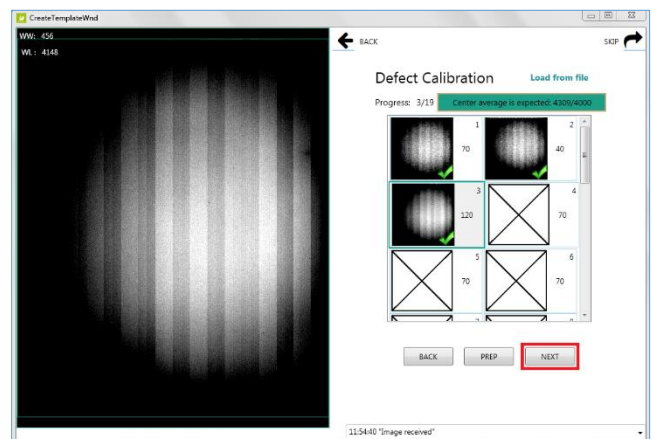 CreateTemplateWnd
WW: 456
WL : 4148
BACK
SKIP
Defect Calibration
Load from file
Progress: 3/19
Center average is expected: 4309/4000
1
70
2
40
3
120
4
70
5
70
6
70
BACK
PREP
NEXT
11:54:40 "Image received"